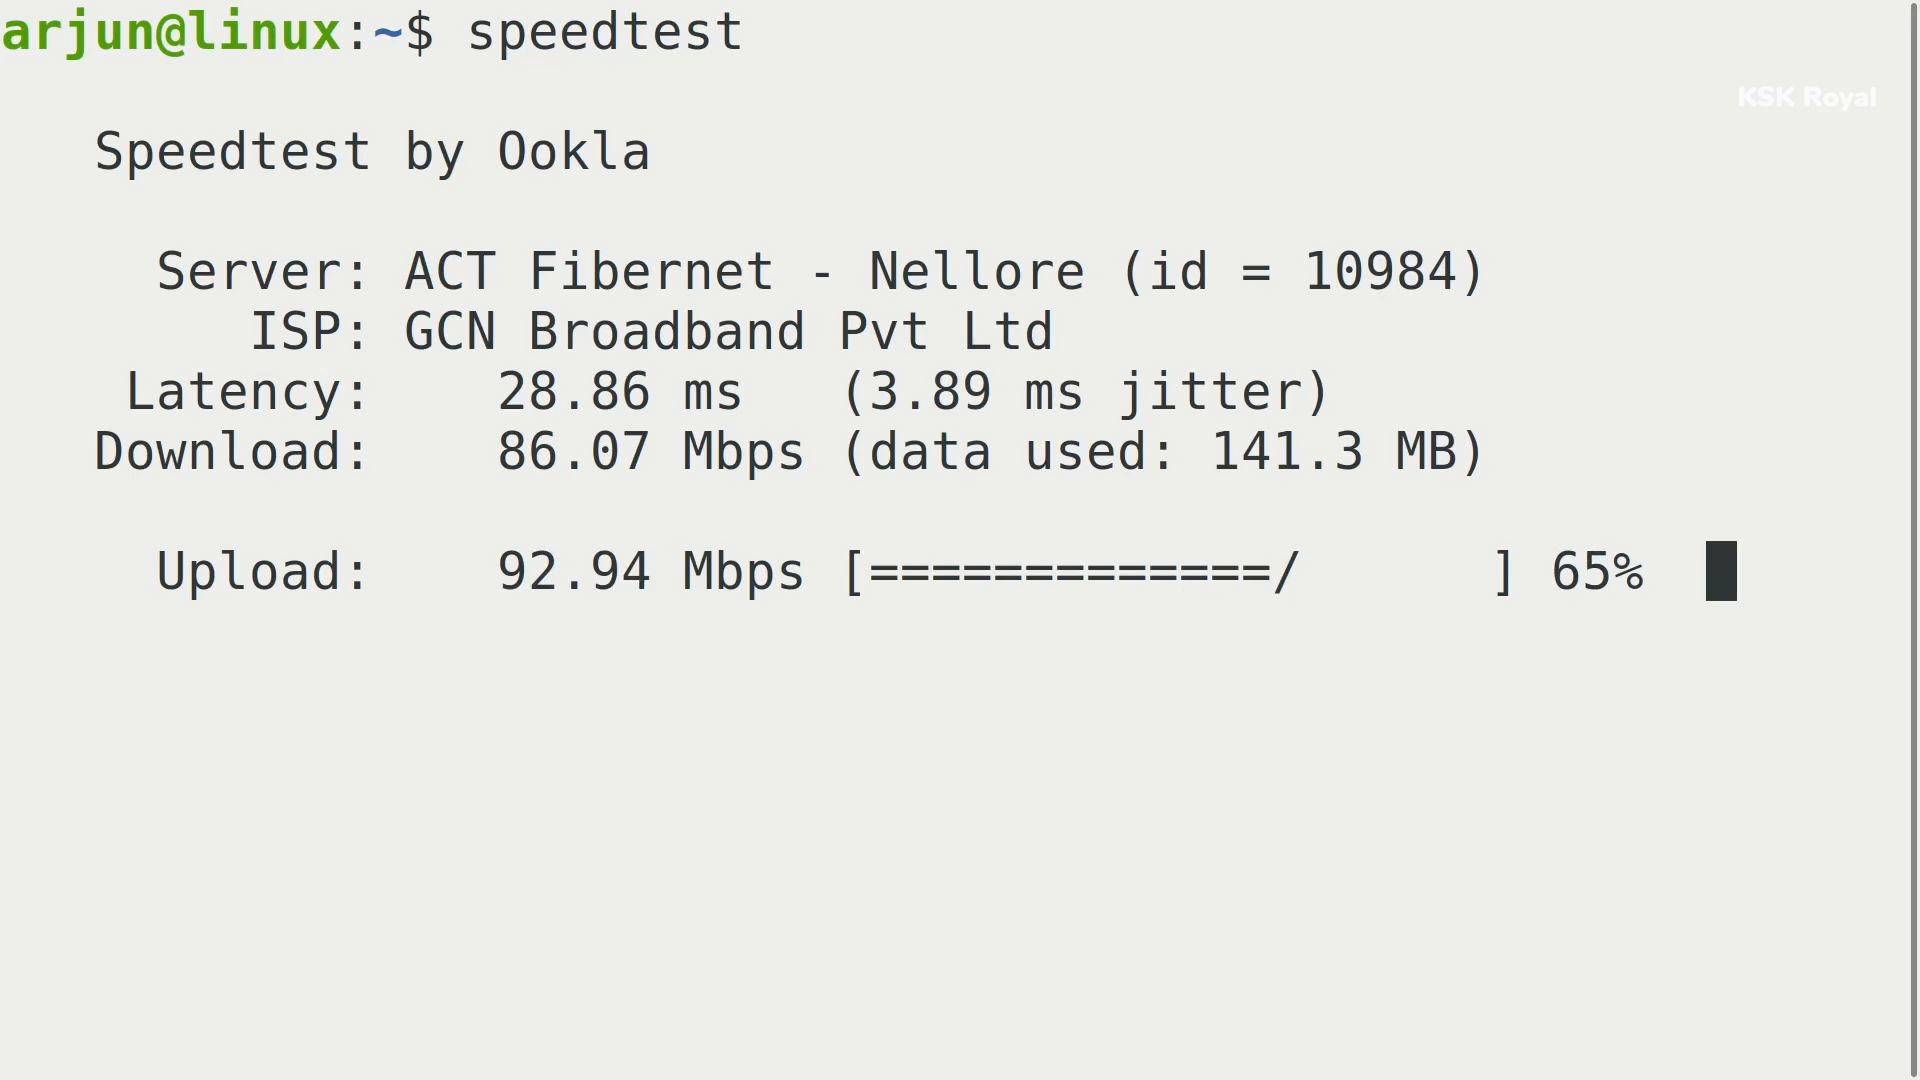 arjun@linux:~$ speedtest
KSK Royal
Speedtest by Ookla
Server: ACT Fibernet - Nellore (id = 10984)
ISP: GCN Broadband Pvt Ltd
Latency: 28.86 ms (3.89 ms jitter)
Download: 86.07 Mbps (data used: 141.3 MB)
Upload: 92.94 Mbps [=============/ ] 65%